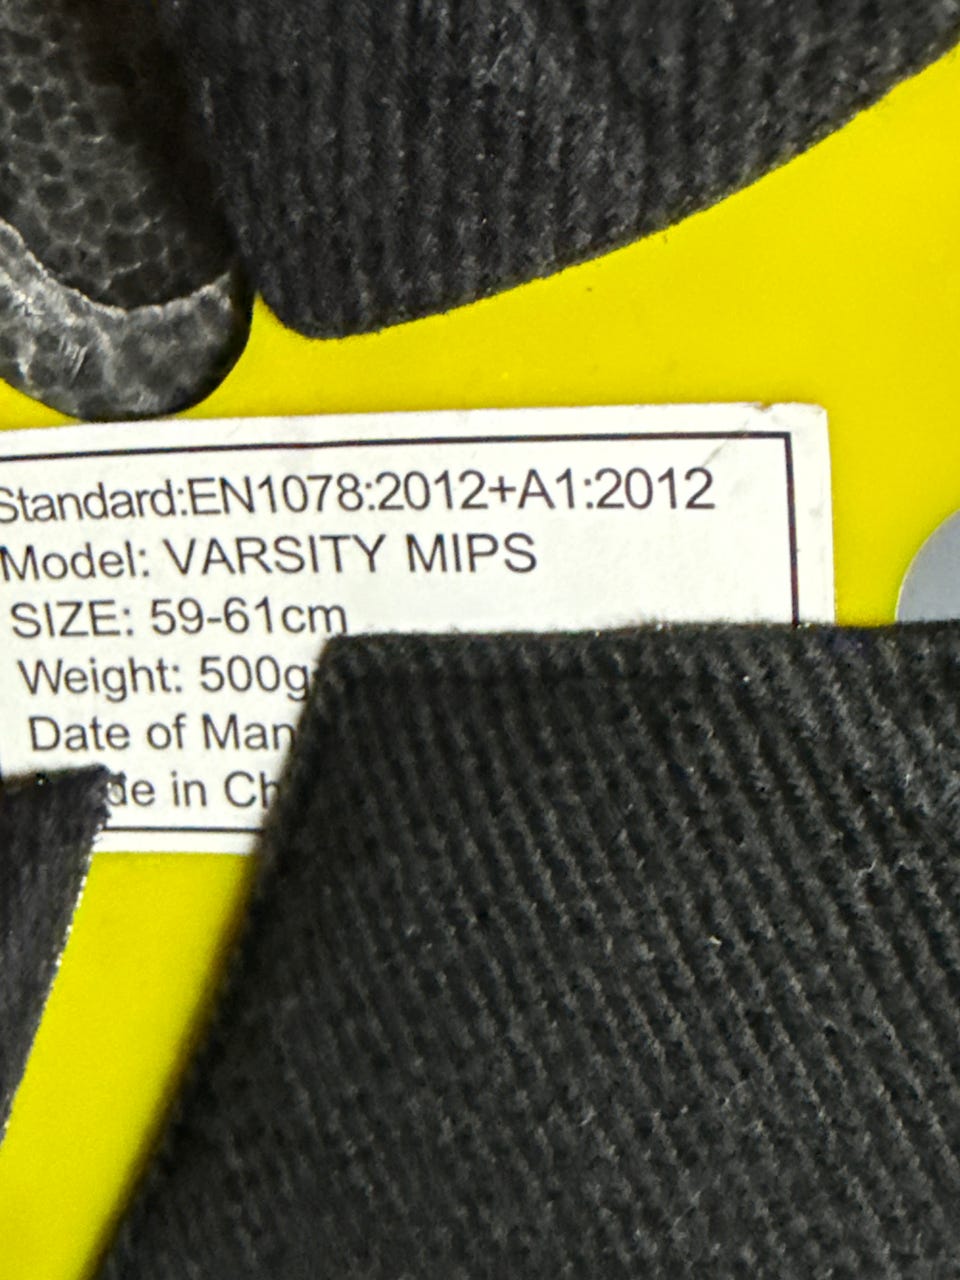 Standard:EN1078:2012+A1:2012
Model: VARSITY MIPS
SIZE: 59-61cm
Weight: 500g
Date of
in